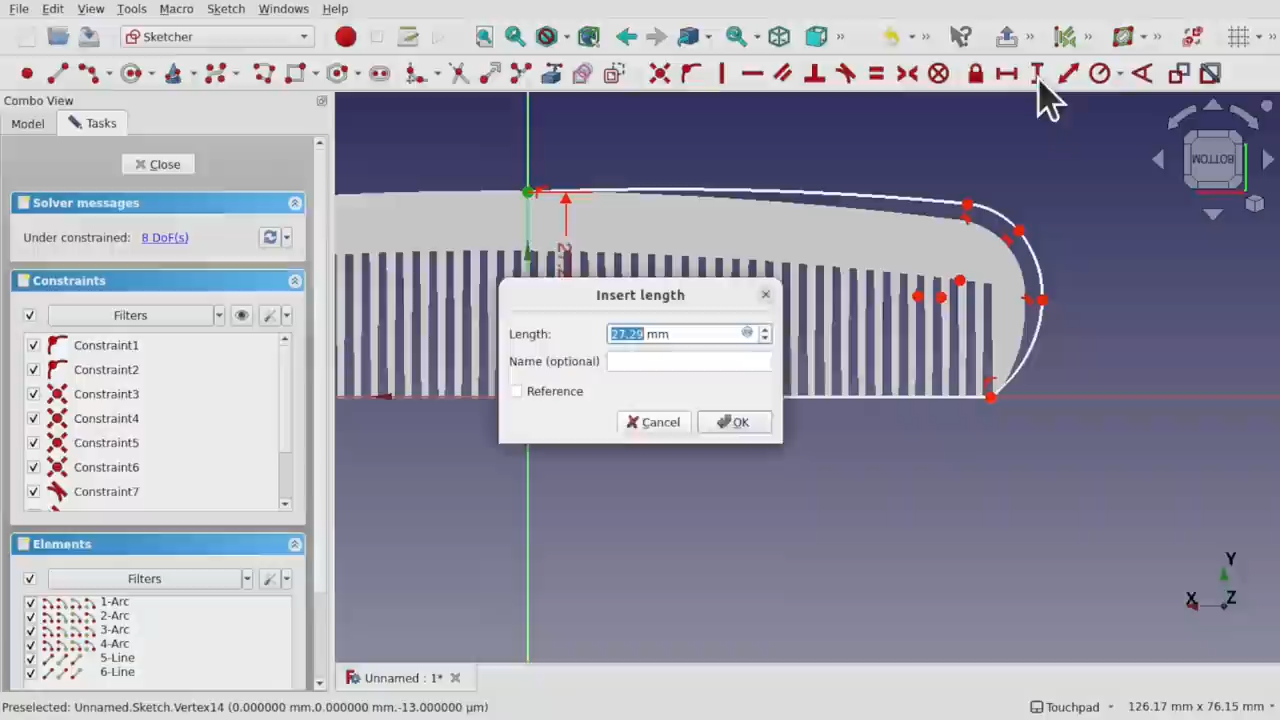 File Edit View Tools Macro Sketch Windows Help
Sketcher
Combo View
Model Tasks
Close
Solver messages
Under constrained: 8 DoF(s)
Constraints
Filters
Constraint1
Constraint2
Constraint3
Constraint4
Constraint5
Constraint6
Constraint7
Elements
Filters
1-Arc
2-Arc
3-Arc
4-Arc
5-Line
6-Line
BOTTOM
Insert length
Length: 27.29 mm
Name (optional)
Reference
Cancel OK
Y
X Z
Unnamed : 1*
Preselected: Unnamed.Sketch.Vertex14 (0.000000 mm.0.000000 mm.-13.000000 µm)
Touchpad 126.17 mm x 76.15 mm